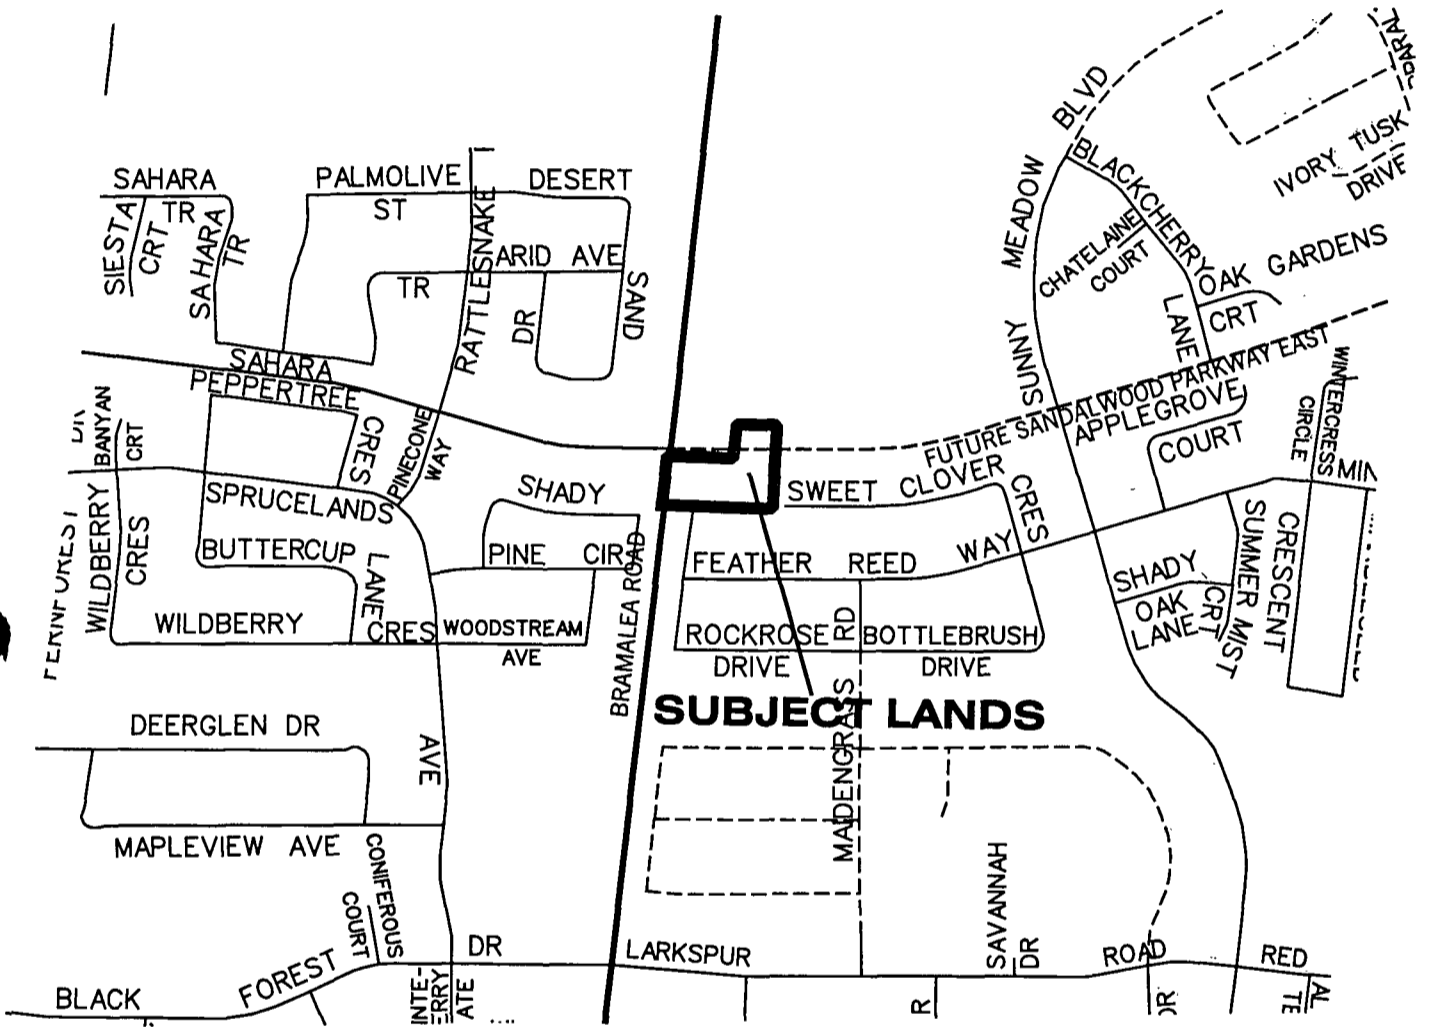 BLVD
MEADOW
SUNNY
BLACKCHERRY
LANE
CHATELAINE
COURT
IVORY TUSK
DRIVE
OAK GARDENS
CRT
SAHARA
TR
SIESTA
CRT
SAHARA
TR
PALMOLIVE
ST
RATTLESNAKE
DESERT
ARID AVE
TR
DR
SAND
SAHARA
PEPPERTREE
CRES
PINECONE
WAY
BANYAN
CRT
SPRUCELANDS
WILDBERRY
CRES
BUTTERCUP
LANE
WILDBERRY
CRES
SHADY
PINE CIR
WOODSTREAM
AVE
BRAMALEA ROAD
FUTURE SANDALWOOD PARKWAY EAST
APPLEGROVE
COURT
SWEET CLOVER
CRES
FEATHER REED WAY
ROCKROSE
DRIVE
RD
BOTTLEBRUSH
DRIVE
WINTERCRESS
CIRCLE
SHADY
OAK
LANE
CRT
SUMMER MIST
CRESCENT
SUBJECT LANDS
MAIDENGRASS
DEERGLEN DR
AVE
MAPLEVIEW AVE
CONIFEROUS
COURT
BLACK FOREST DR
LARKSPUR ROAD
SAVANNAH
DR
RED